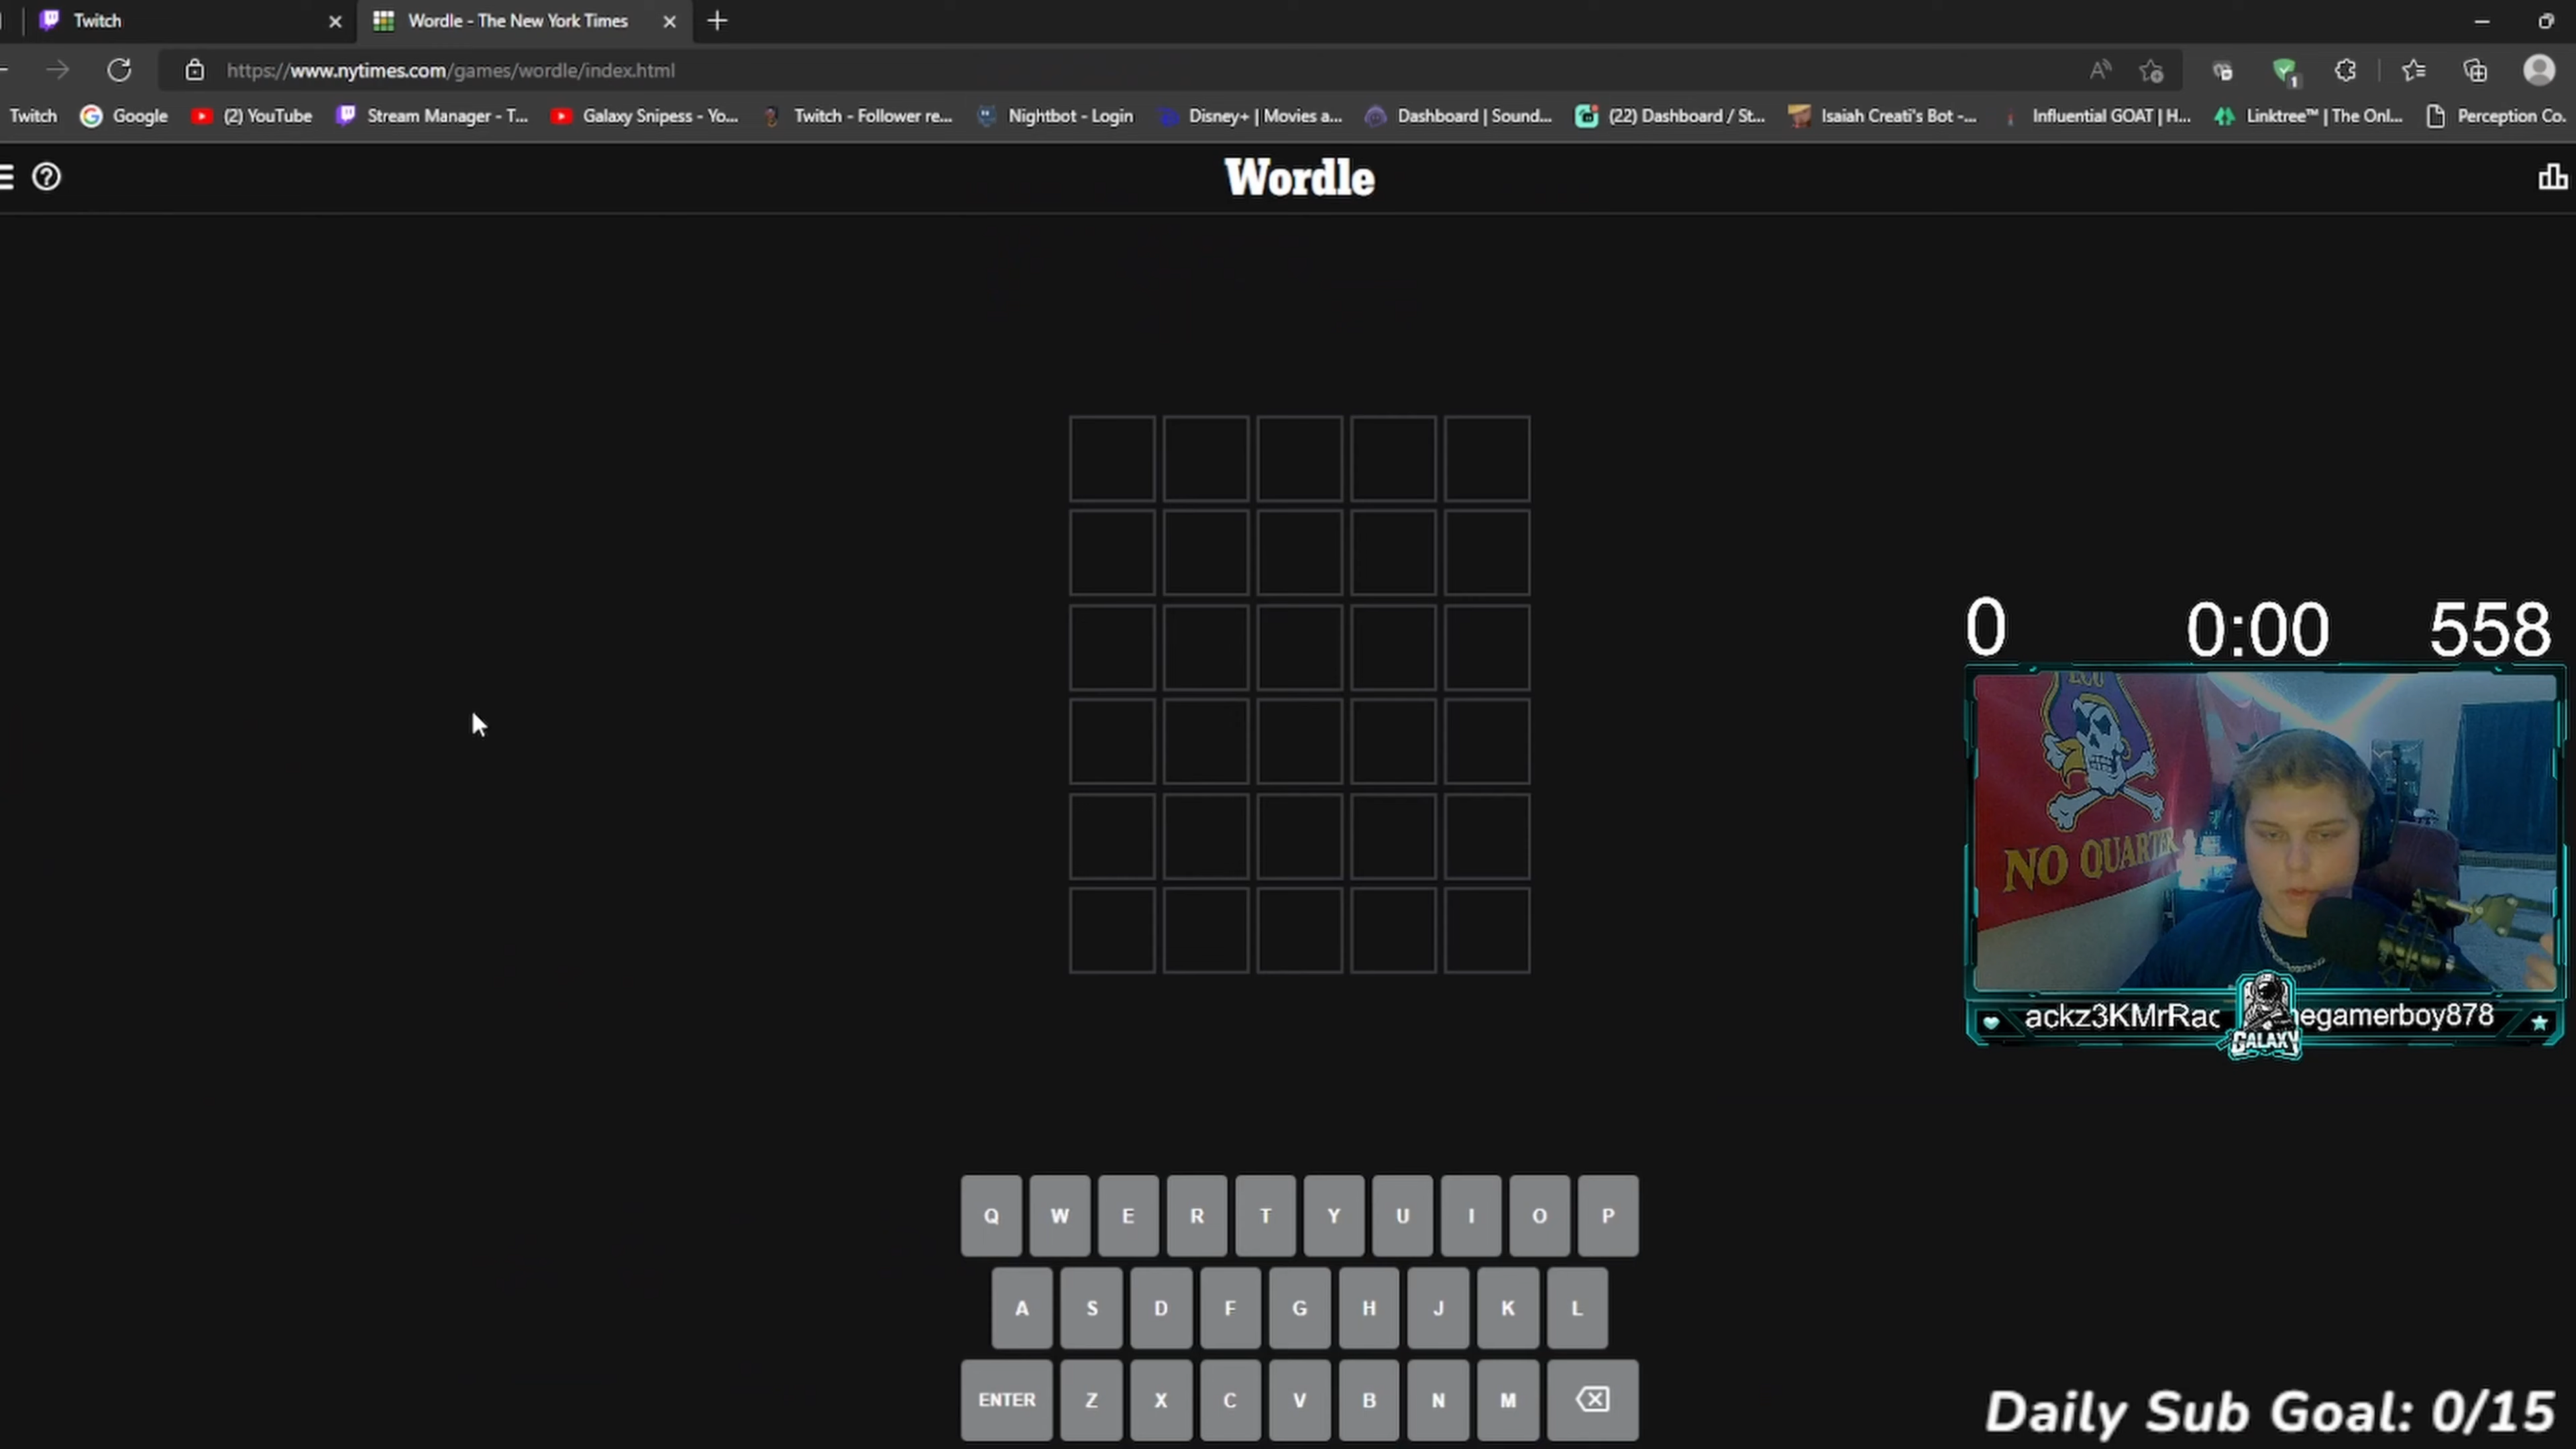 Twitch
Wordle - The New York Times
https://www.nytimes.com/games/wordle/index.html
Twitch
Google
(2) YouTube
Stream Manager - T...
Galaxy Snipess - Yo...
Twitch - Follower re...
Nightbot - Login
Disney+ | Movies a...
Dashboard | Sound...
(22) Dashboard / St...
Isaiah Creati's Bot -...
Influential GOAT | H...
Linktree™ | The Onl...
Perception Co.
Wordle
0 0:00 558
ECU
NO QUARTER
ackz3KMrRac
egamerboy878
GALAXY
Q W E R T Y U I O P
A S D F G H J K L
ENTER Z X C V B N M
Daily Sub Goal: 0/15